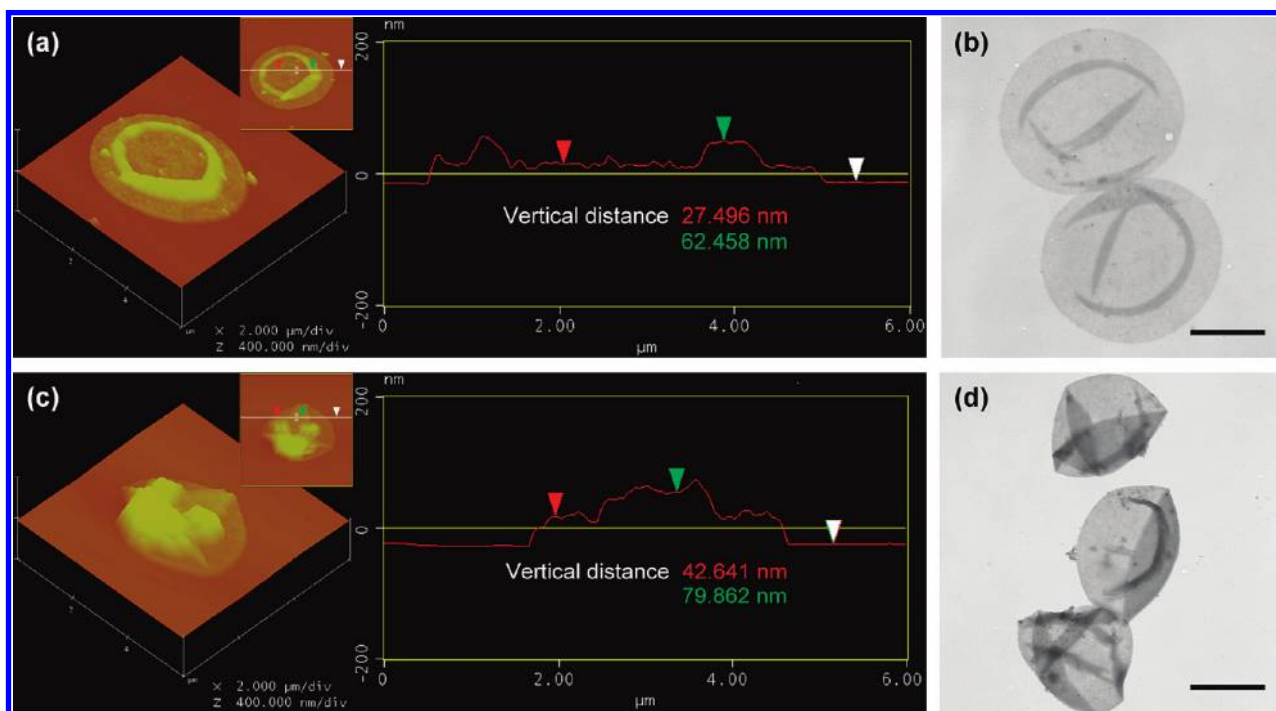 (a)
X 2.000 µm/div
Z 400.000 nm/div
nm
200
0
-200
0
2.00
4.00
6.00
µm
Vertical distance 27.496 nm
62.458 nm
(b)
(c)
X 2.000 µm/div
Z 400.000 nm/div
nm
200
0
-200
0
2.00
4.00
6.00
µm
Vertical distance 42.641 nm
79.862 nm
(d)